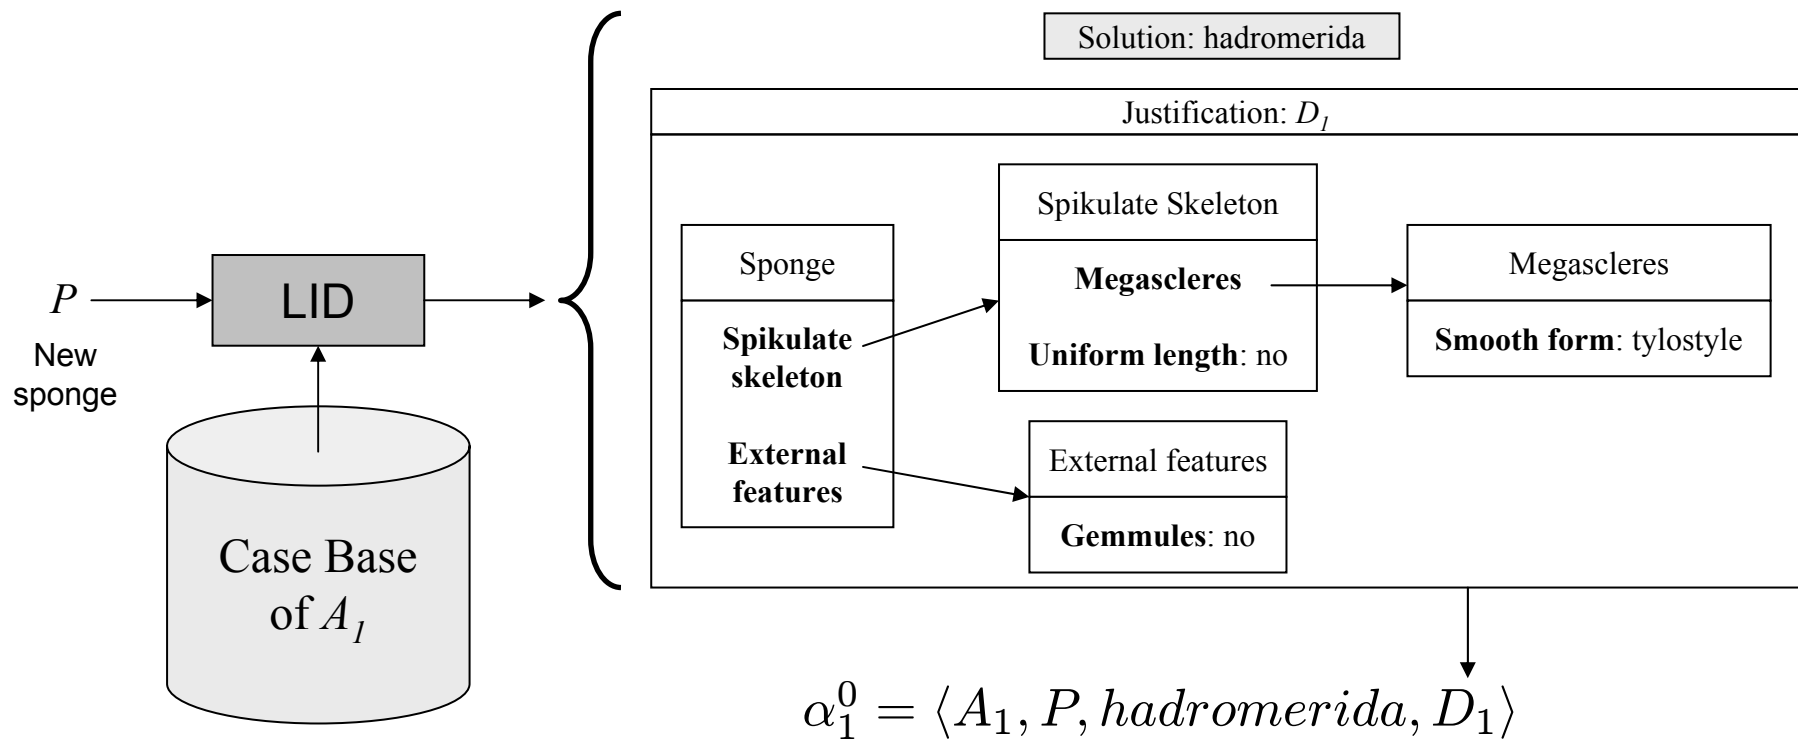 Solution: hadromerida
Justification: D₁
Spikulate Skeleton
Sponge
Megascleres
Megascleres
P
LID
Spikulate
skeleton
Uniform length: no
Smooth form: tylostyle
New
sponge
External
features
External features
Gemmules: no
Case Base
of A₁
α₁⁰ = ⟨A₁, P, hadromerida, D₁⟩